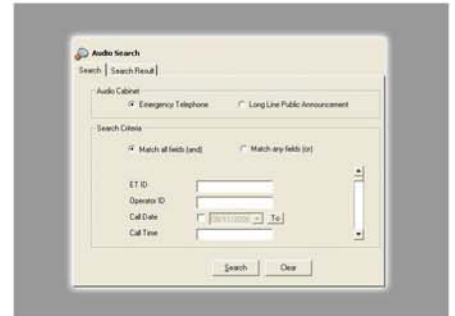 Audio Search
Search Search Result
Audio Cabinet
Emergency Telephone Long Line Public Announcement
Search Criteria
Match all fields (and) Match any fields (or)
ET ID
Operator ID
Call Date To
Call Time
Search Clear